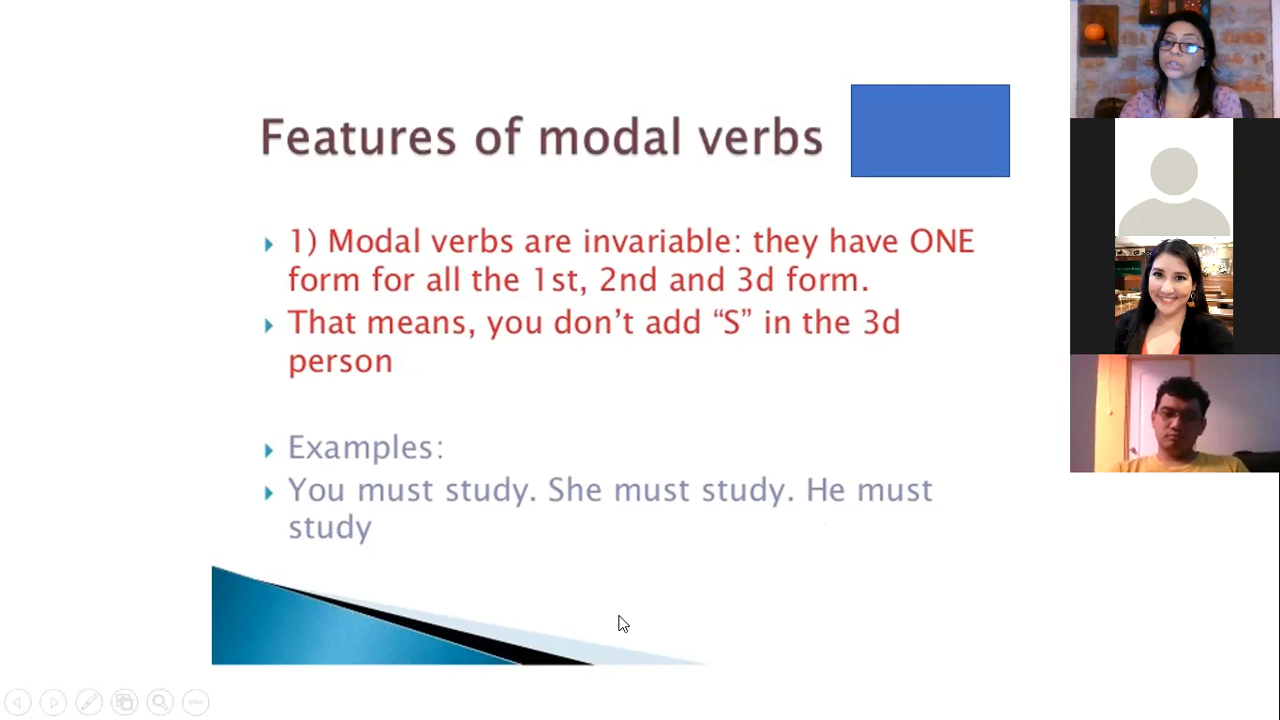 Features of modal verbs
1) Modal verbs are invariable: they have ONE
form for all the 1st, 2nd and 3d form.
That means, you don’t add “S” in the 3d
person
Examples:
You must study. She must study. He must
study